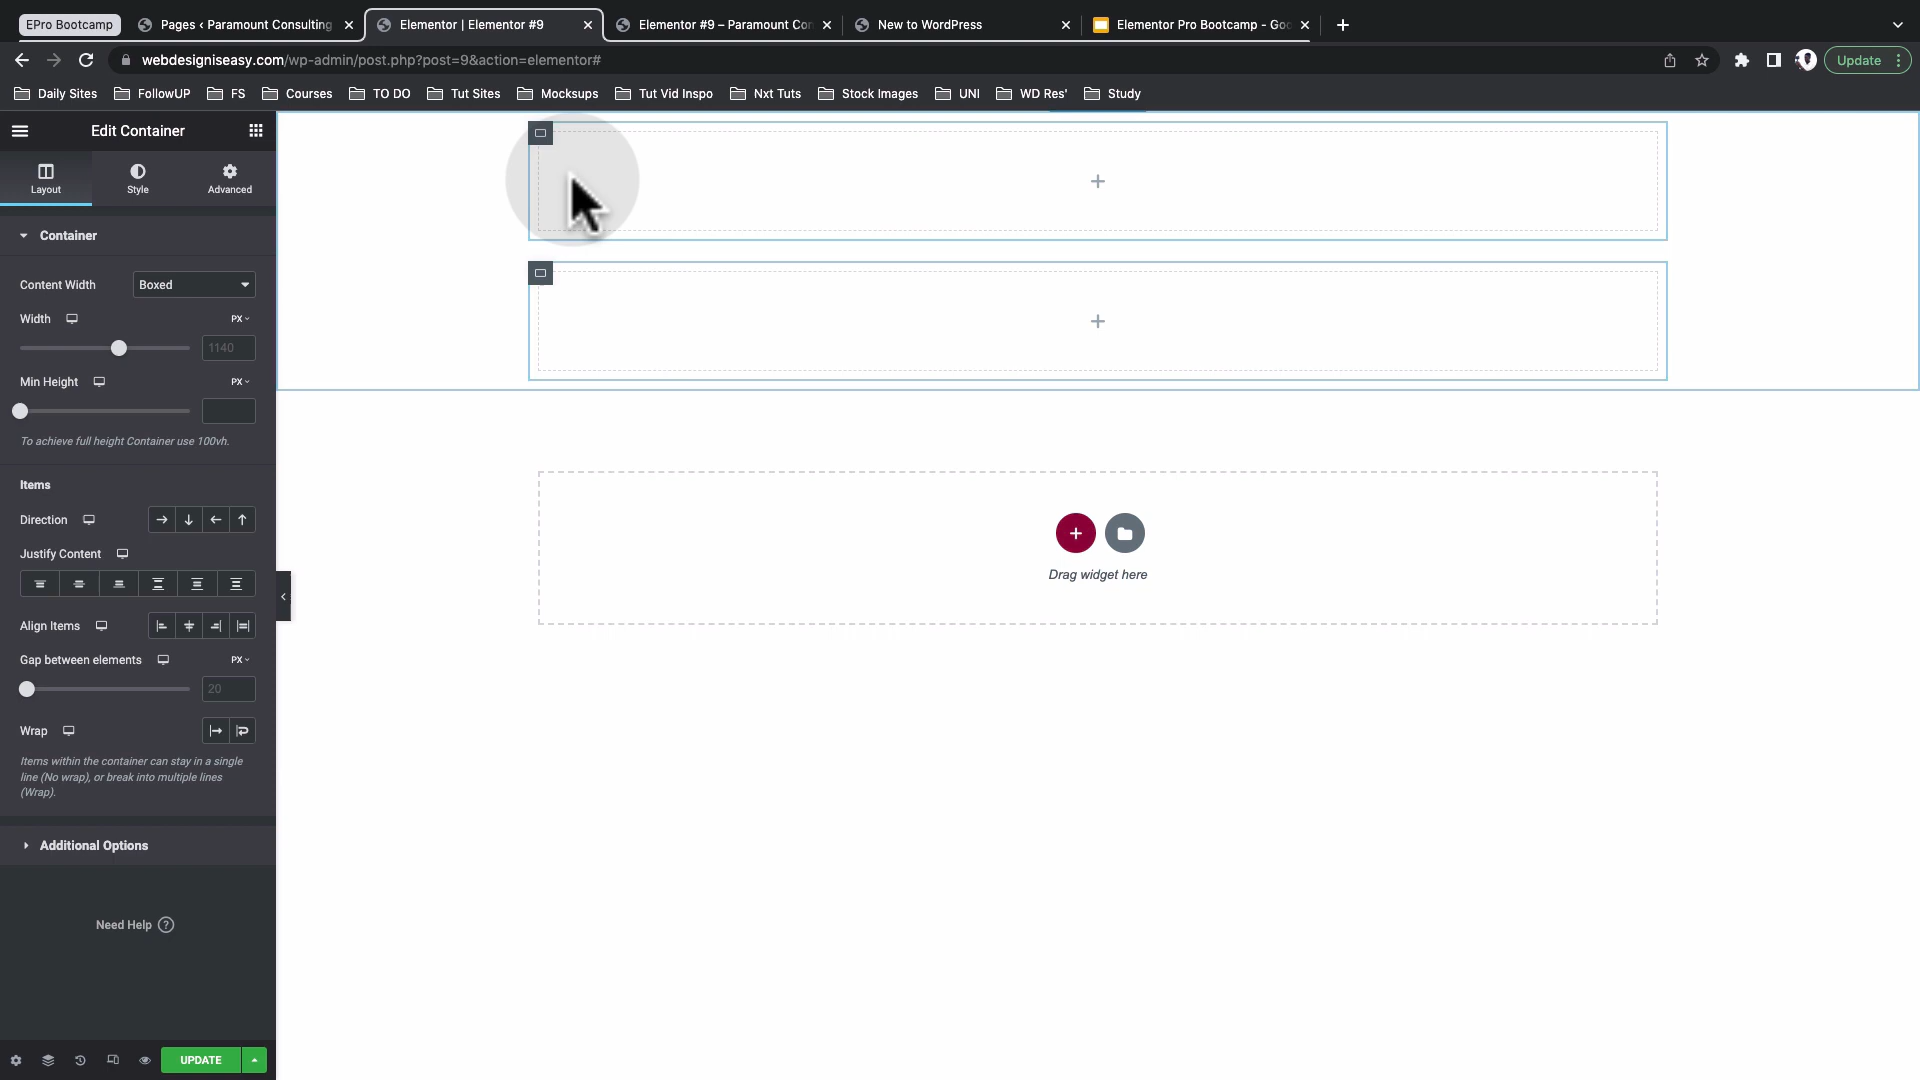 EPro Bootcamp
Pages ‹ Paramount Consulting
Elementor | Elementor #9
Elementor #9 – Paramount Con
New to WordPress
Elementor Pro Bootcamp - Goo
webdesigniseasy.com/wp-admin/post.php?post=9&action=elementor#
Update
Daily Sites
FollowUP
FS
Courses
TO DO
Tut Sites
Mocksups
Tut Vid Inspo
Nxt Tuts
Stock Images
UNI
WD Res'
Study
Edit Container
Layout
Style
Advanced
Container
Content Width
Boxed
Width
PX
1140
Min Height
PX
To achieve full height Container use 100vh.
Items
Direction
Justify Content
Align Items
Gap between elements
PX
20
Wrap
Items within the container can stay in a single
line (No wrap), or break into multiple lines
(Wrap).
Additional Options
Need Help
UPDATE
Drag widget here